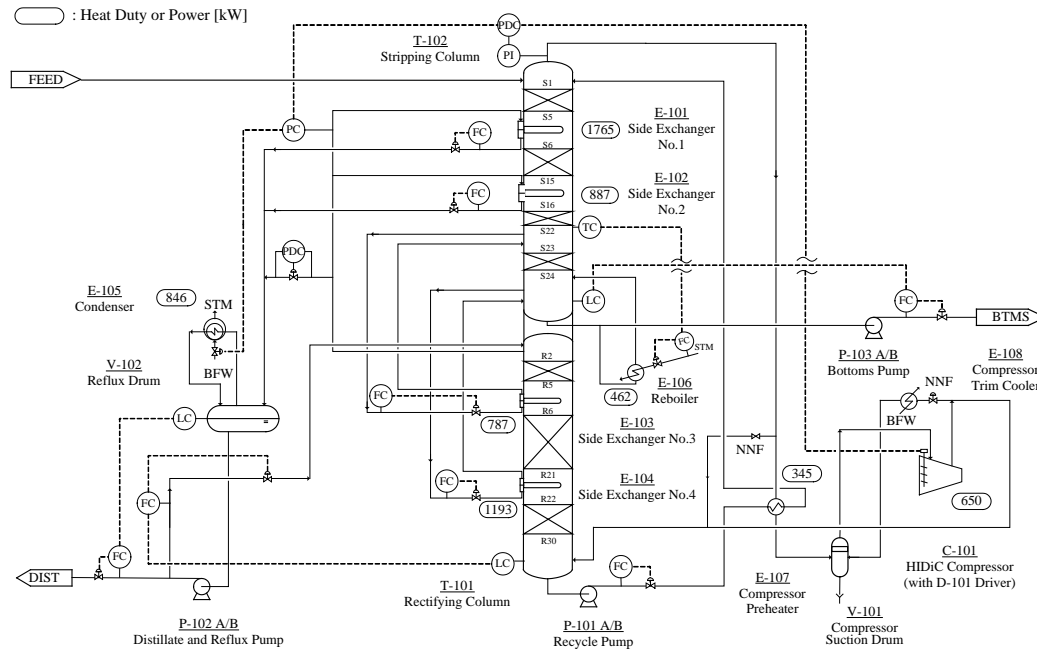 : Heat Duty or Power [kW]
PDC
PI
T-102
Stripping Column
FEED
S1
E-101
Side Exchanger
No.1
S5
1765
PC
FC
S6
E-102
Side Exchanger
No.2
S15
887
FC
S16
TC
S22
PDC
S23
S24
E-105
Condenser
846
STM
LC
FC
BTMS
BFW
FC
STM
P-103 A/B
Bottoms Pump
V-102
Reflux Drum
R2
E-106
Reboiler
462
E-108
Compressor
Trim Cooler
NNF
BFW
R5
FC
R6
787
E-103
Side Exchanger No.3
LC
NNF
R21
E-104
Side Exchanger No.4
345
650
FC
R22
1193
FC
R30
LC
FC
FC
DIST
T-101
Rectifying Column
E-107
Compressor
Preheater
C-101
HIDiC Compressor
(with D-101 Driver)
P-102 A/B
Distillate and Reflux Pump
P-101 A/B
Recycle Pump
V-101
Compressor
Suction Drum